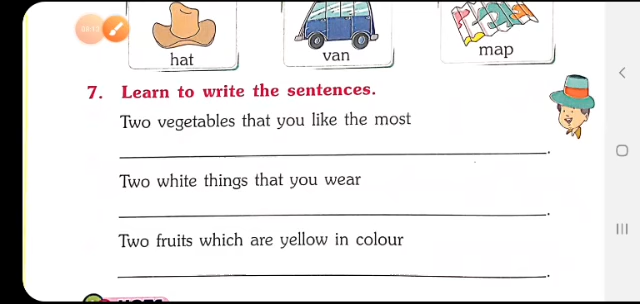 hat
van
map
7. Learn to write the sentences.
Two vegetables that you like the most
.
Two white things that you wear
.
Two fruits which are yellow in colour
.